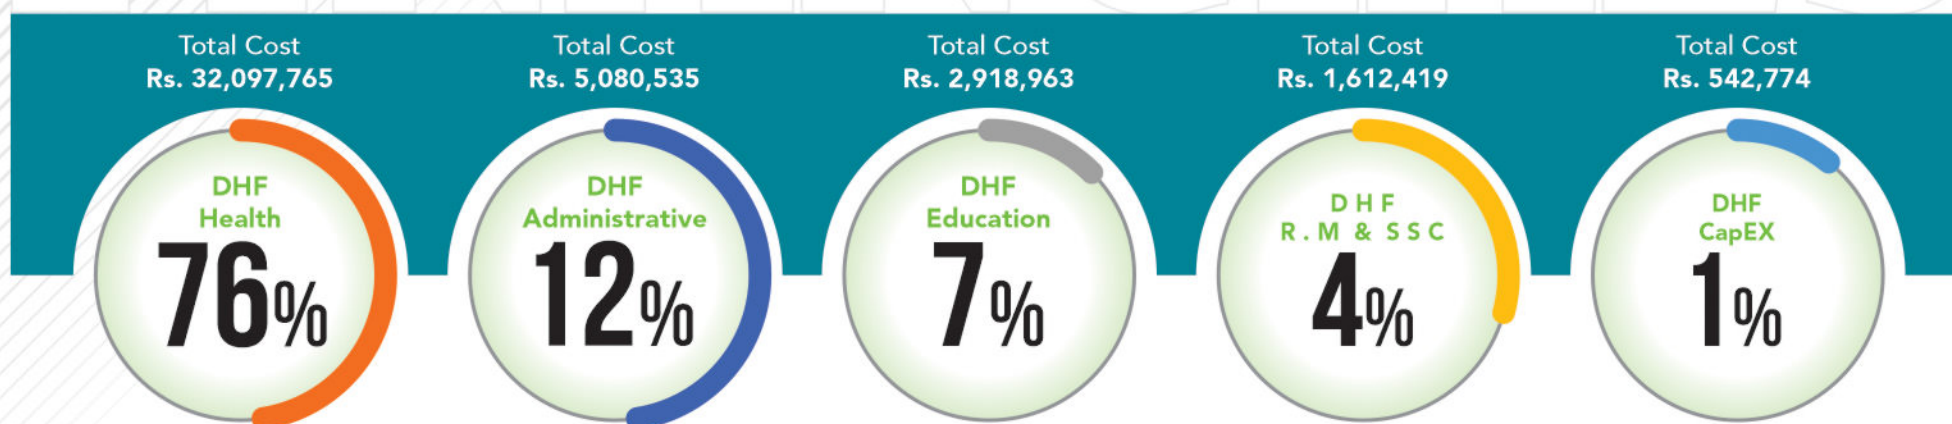 Total Cost
Rs. 32,097,765
DHF
Health
76%
Total Cost
Rs. 5,080,535
DHF
Administrative
12%
Total Cost
Rs. 2,918,963
DHF
Education
7%
Total Cost
Rs. 1,612,419
DHF
R.M & SSC
4%
Total Cost
Rs. 542,774
DHF
CapEX
1%